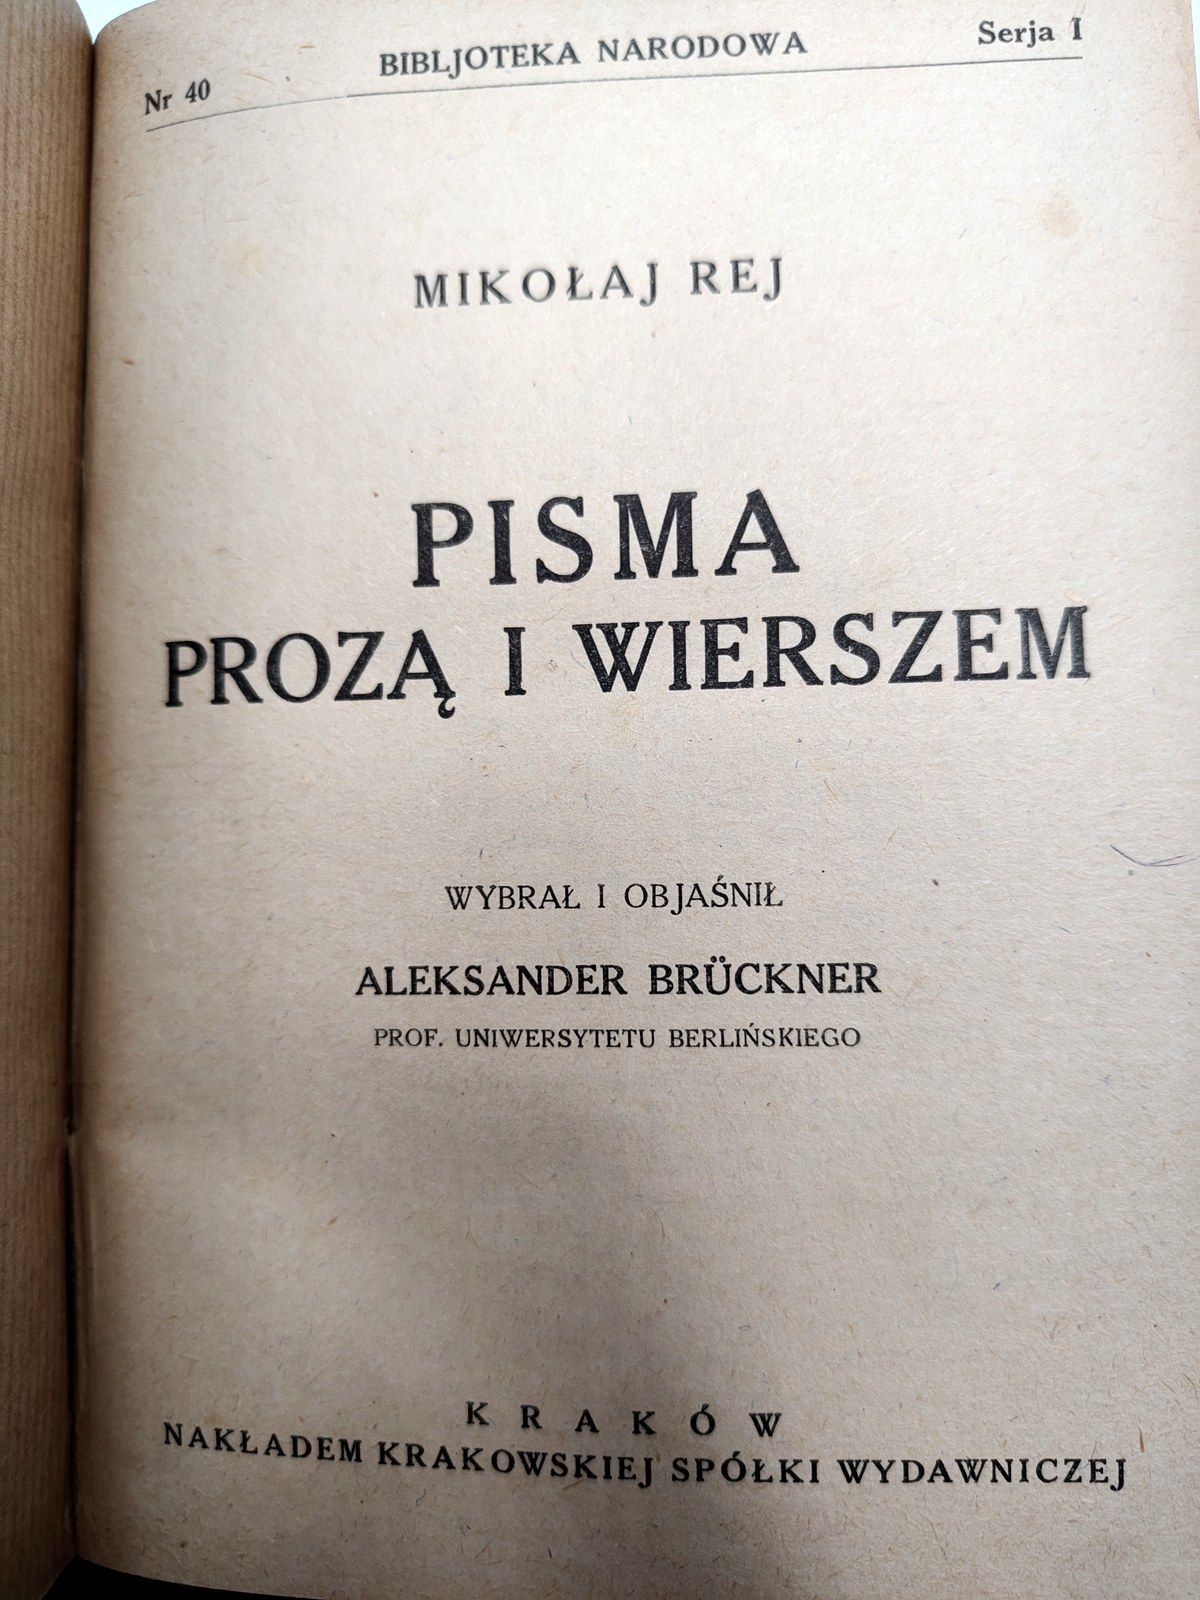 Nr 40 BIBLJOTEKA NARODOWA Serja I
MIKOŁAJ REJ
PISMA
PROZĄ I WIERSZEM
WYBRAŁ I OBJAŚNIŁ
ALEKSANDER BRÜCKNER
PROF. UNIWERSYTETU BERLIŃSKIEGO
KRAKÓW
NAKŁADEM KRAKOWSKIEJ SPÓŁKI WYDAWNICZEJ